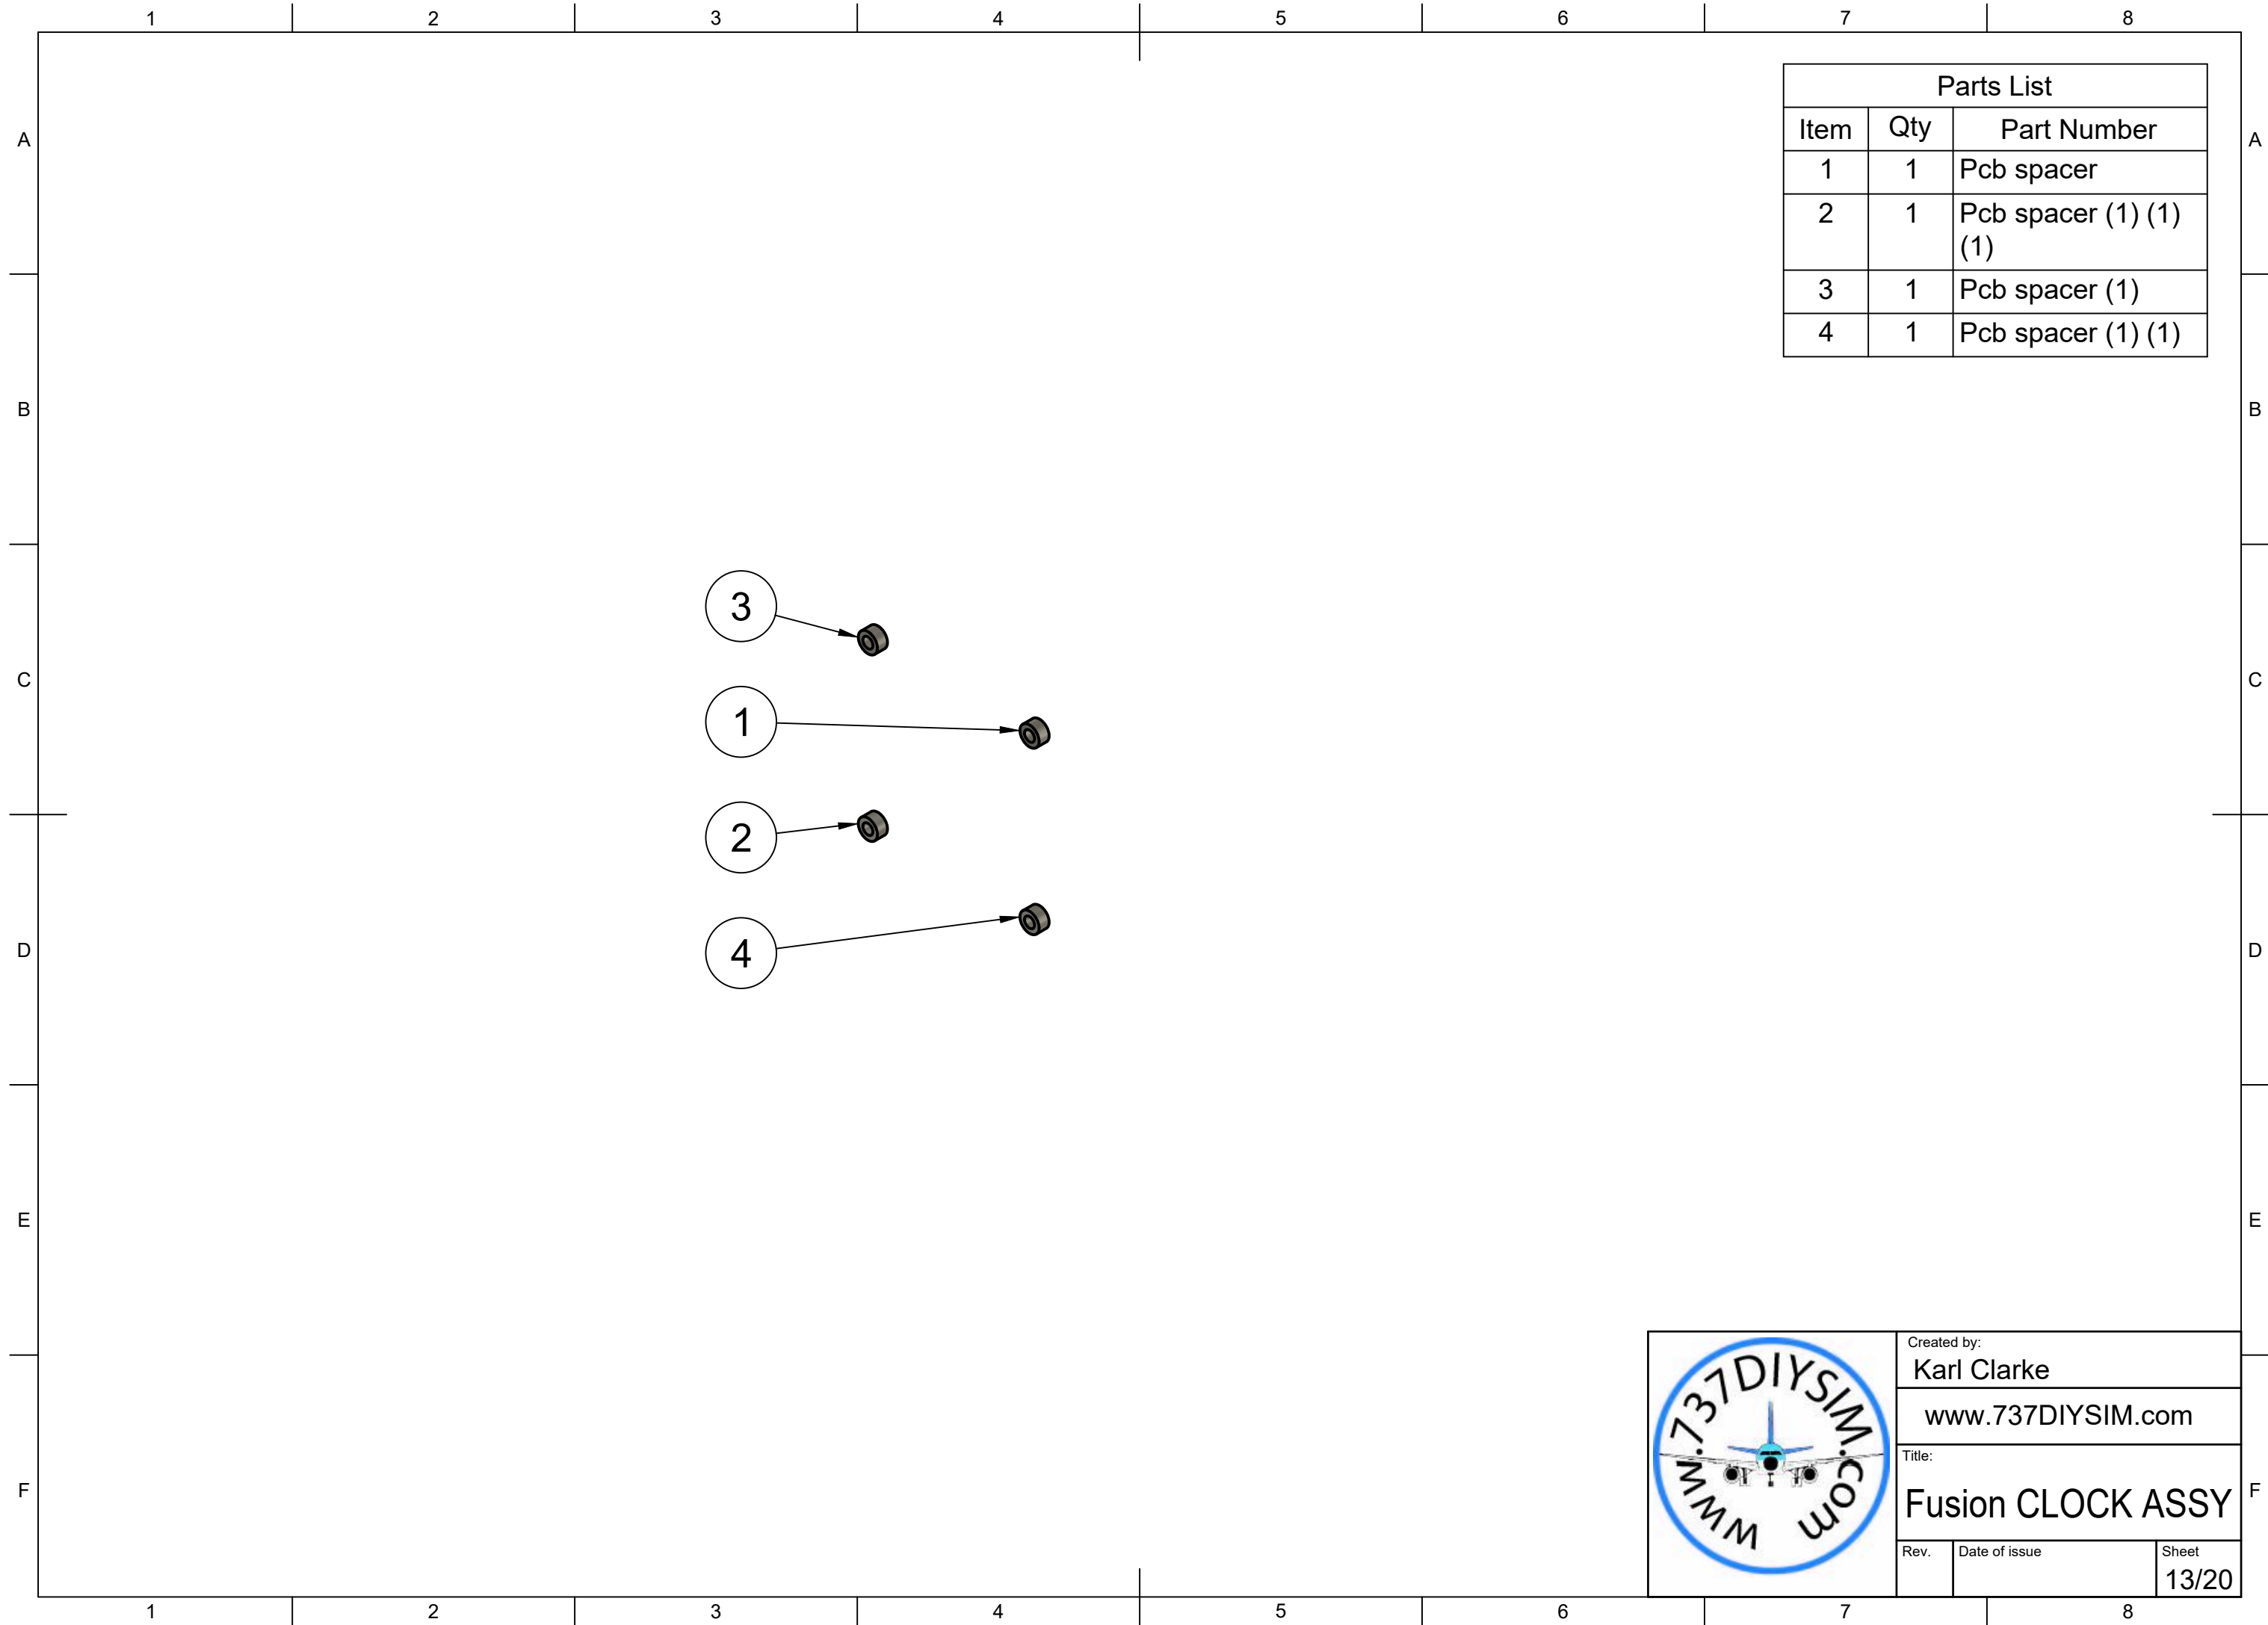 1 2 3 4 5 6 7 8
Parts List
Item Qty Part Number
1 1 Pcb spacer
2 1 Pcb spacer (1) (1)
(1)
3 1 Pcb spacer (1)
4 1 Pcb spacer (1) (1)
A A
B B
C C
D D
E E
F F
3
1
2
4
www.737DIYSIM.com
Created by:
Karl Clarke
www.737DIYSIM.com
Title:
Fusion CLOCK ASSY
Rev. Date of issue Sheet
13/20
1 2 3 4 5 6 7 8